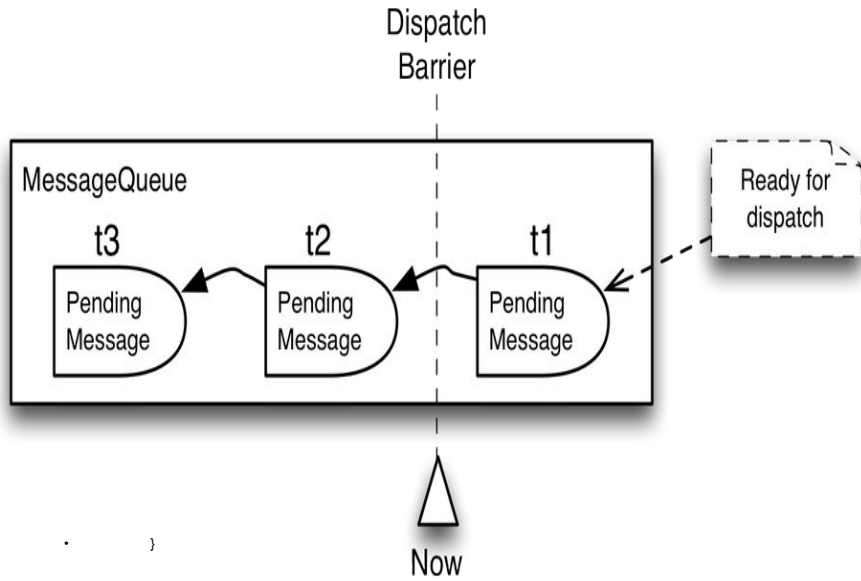 Dispatch
Barrier
MessageQueue
Ready for
dispatch
t3
t2
t1
Pending
Message
Pending
Message
Pending
Message
• }
Now